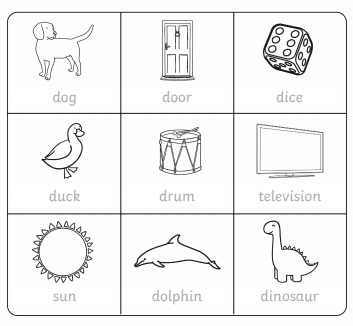 dog
door
dice
duck
drum
television
sun
dolphin
dinosaur